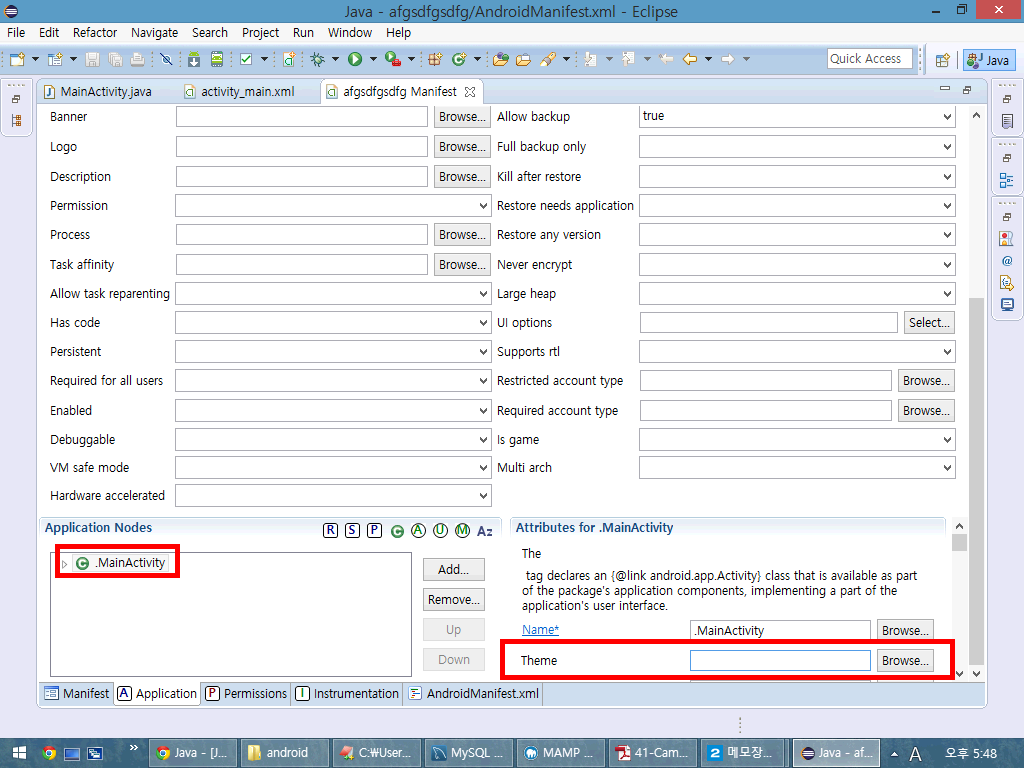 Java - afgsdfgsdfg/AndroidManifest.xml - Eclipse
File Edit Refactor Navigate Search Project Run Window Help
Quick Access
Java
MainActivity.java
activity_main.xml
afgsdfgsdfg Manifest
Banner Browse... Allow backup true
Logo Browse... Full backup only
Description Browse... Kill after restore
Permission Restore needs application
Process Browse... Restore any version
Task affinity Browse... Never encrypt
Allow task reparenting Large heap
Has code UI options Select...
Persistent Supports rtl
Required for all users Restricted account type Browse...
Enabled Required account type Browse...
Debuggable Is game
VM safe mode Multi arch
Hardware accelerated
Application Nodes R S P C A U M Az
.MainActivity
Add...
Remove...
Up
Down
Attributes for .MainActivity
The
tag declares an {@link android.app.Activity} class that is available as part
of the package's application components, implementing a part of the
application's user interface.
Name* .MainActivity Browse...
Theme Browse...
Manifest A Application P Permissions I Instrumentation AndroidManifest.xml
Java - [J... android C:₩User... MySQL ... MAMP ... 41-Cam... 2 메모장... Java - af... A 오후 5:48